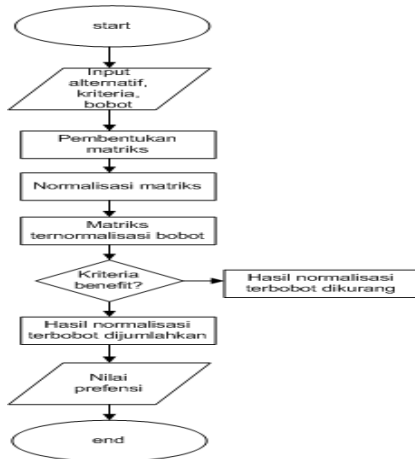 start
Input
alternatif,
kriteria,
bobot
Pembentukan
matriks
Normalisasi matriks
Matriks
ternormalisasi bobot
Kriteria
benefit?
Hasil normalisasi
terbobot dikurang
Hasil normalisasi
terbobot dijumlahkan
Nilai
prefensi
end